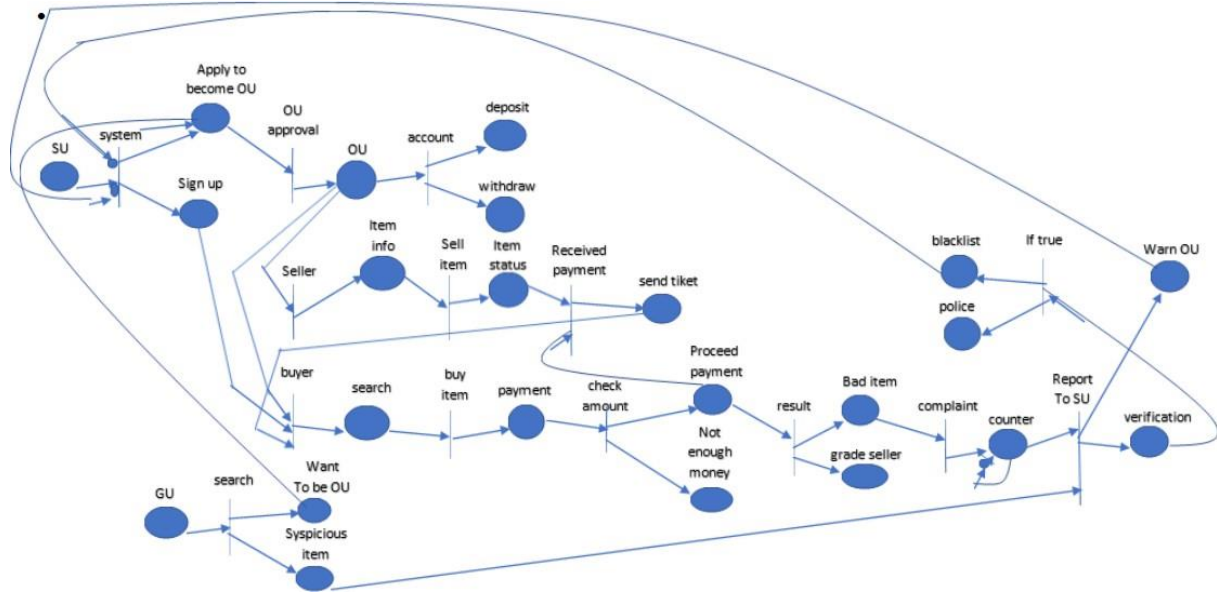 Apply to
become OU
OU
approval
deposit
system
account
SU
OU
Sign up
withdraw
Item
info
Sell
item
Item
status
Received
payment
blacklist
If true
Warn OU
Seller
send tiket
police
buyer
search
buy
item
payment
check
amount
Proceed
payment
result
Bad item
complaint
counter
Report
To SU
verification
Not
enough
money
grade seller
GU
search
Want
To be OU
Syspicious
item